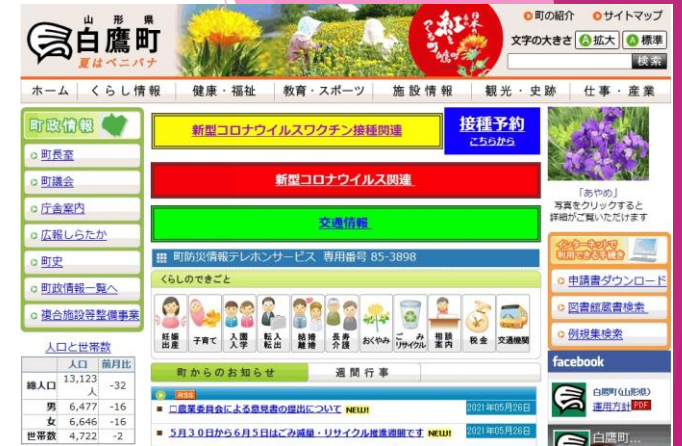 山形県
白鷹町
夏はベニバナ
日本の紅をつくる町
町の紹介 サイトマップ
文字の大きさ 拡大 標準
検索
ホーム くらし情報 健康・福祉 教育・スポーツ 施設情報 観光・史跡 仕事・産業
町政情報
町長室
町議会
庁舎案内
広報しらたか
町史
町政情報一覧へ
複合施設等整備事業
人口と世帯数
人口 前月比
総人口 13,123人 -32
男 6,477 -16
女 6,646 -16
世帯数 4,722 -2
新型コロナウイルスワクチン接種関連
接種予約
こちらから
新型コロナウイルス関連
交通情報
町防災情報テレホンサービス 専用番号 85-3898
くらしのできごと
妊娠出産 子育て 入園入学 転入転出 結婚離婚 長寿介護 おくやみ ごみリサイクル 相談案内 税金 交通機関
町からのお知らせ 週間行事
RSS
□農業委員会による意見書の提出について NEW! 2021年05月26日
5月30日から6月5日はごみ減量・リサイクル推進週間です NEW! 2021年05月26日
「あやめ」
写真をクリックすると
詳細がご覧いただけます
インターネットで
利用できる手続き
申請書ダウンロード
図書館蔵書検索
例規集検索
facebook
白鷹町(山形県)
運用方針 PDF
白鷹町...